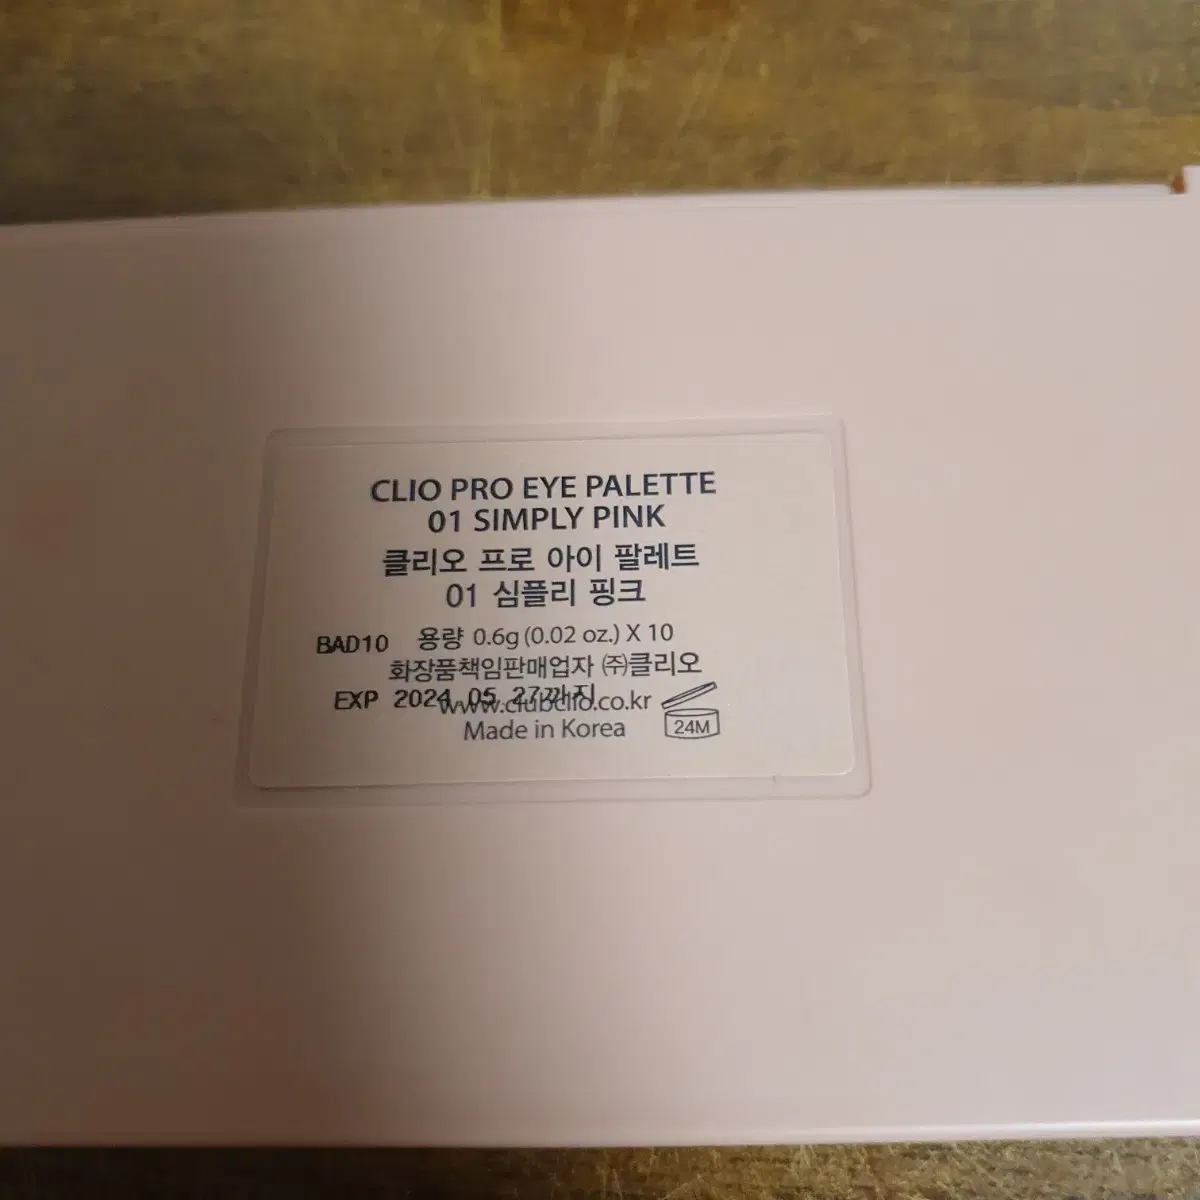 CLIO PRO EYE PALETTE
01 SIMPLY PINK
클리오 프로 아이 팔레트
01 심플리 핑크
BAD10 용량 0.6g (0.02 oz.) X 10
화장품책임판매업자 ㈜클리오
EXP 2024.05.27까지
www.clubclio.co.kr
Made in Korea
24M